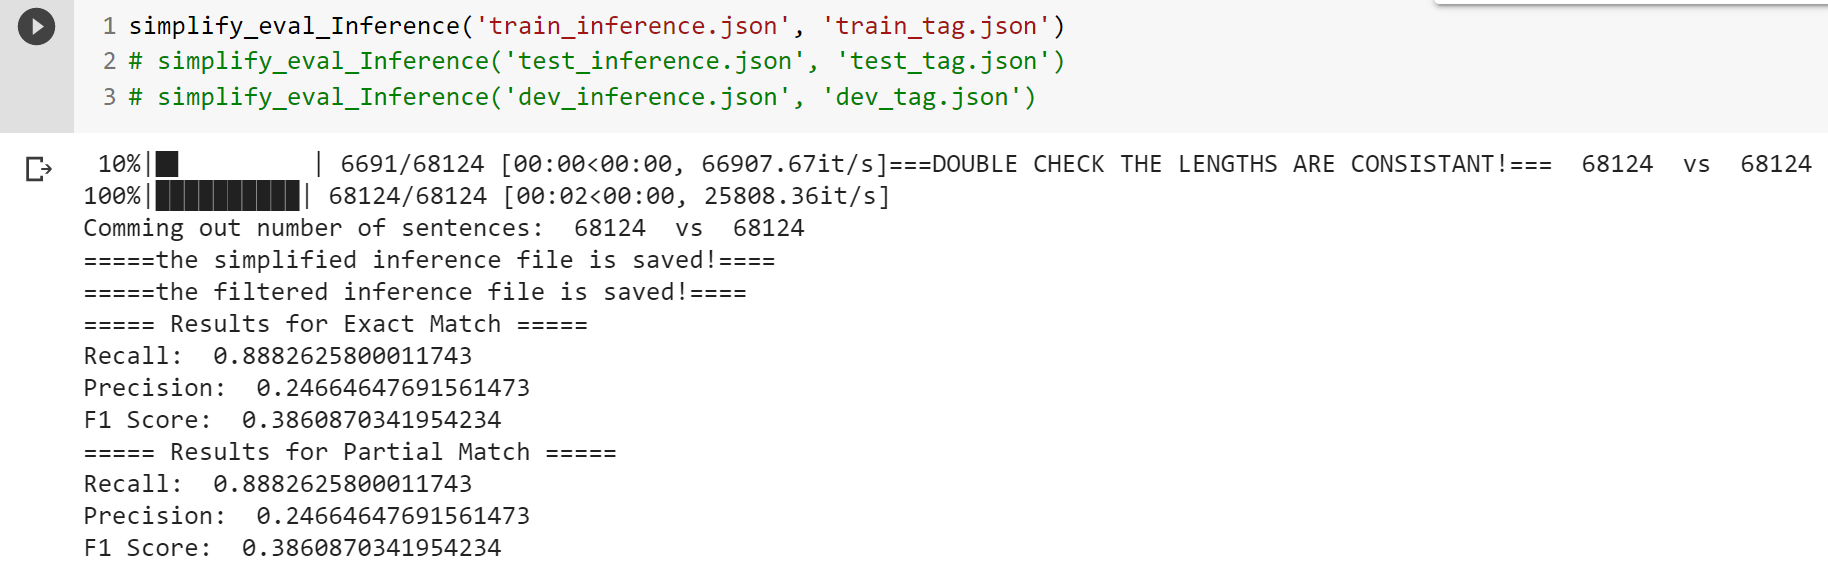 1 simplify_eval_Inference('train_inference.json', 'train_tag.json')
2 # simplify_eval_Inference('test_inference.json', 'test_tag.json')
3 # simplify_eval_Inference('dev_inference.json', 'dev_tag.json')
10%|█         | 6691/68124 [00:00<00:00, 66907.67it/s]===DOUBLE CHECK THE LENGTHS ARE CONSISTANT!===  68124  vs  68124
100%|██████████| 68124/68124 [00:02<00:00, 25808.36it/s]
Comming out number of sentences:  68124  vs  68124
=====the simplified inference file is saved!====
=====the filtered inference file is saved!====
===== Results for Exact Match =====
Recall:  0.8882625800011743
Precision:  0.24664647691561473
F1 Score:  0.3860870341954234
===== Results for Partial Match =====
Recall:  0.8882625800011743
Precision:  0.24664647691561473
F1 Score:  0.3860870341954234